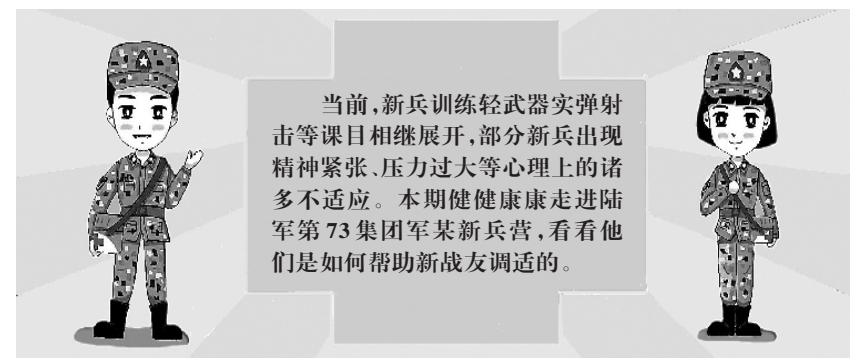 当前,新兵训练轻武器实弹射
击等课目相继展开,部分新兵出现
精神紧张、压力过大等心理上的诸
多不适应。本期健健康康走进陆
军第73集团军某新兵营,看看他
们是如何帮助新战友调适的。